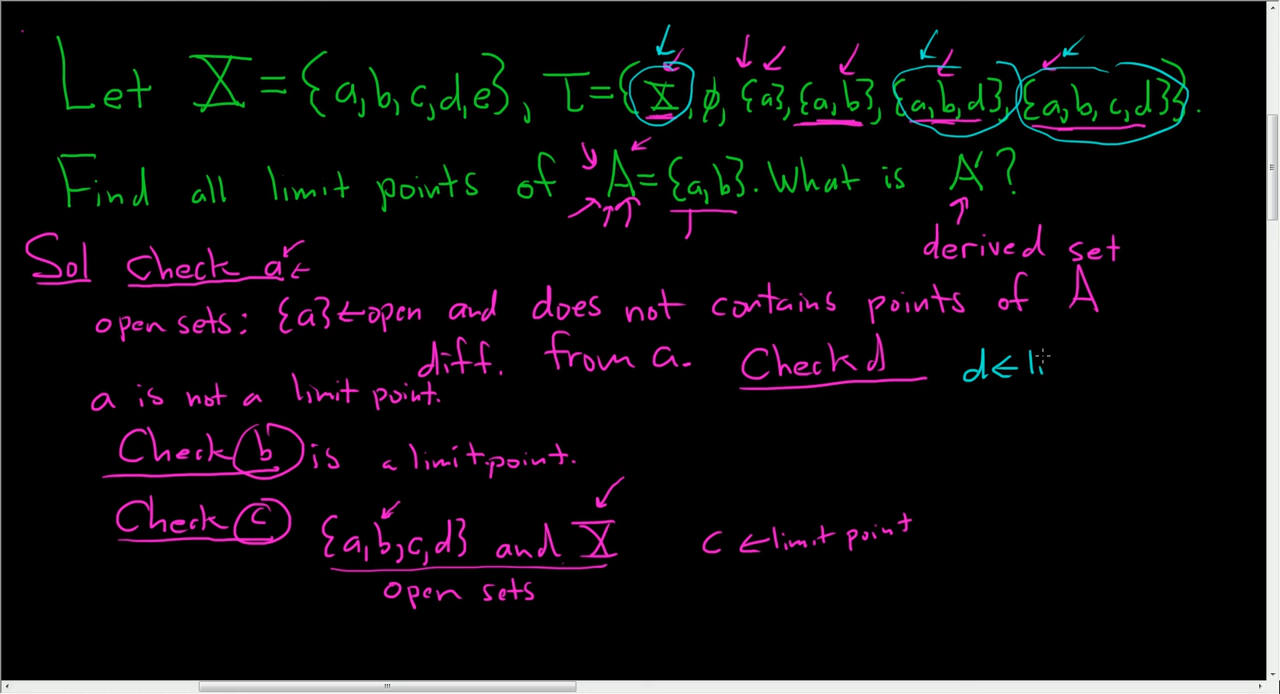 Let X = {a,b,c,d,e}, τ = {X, ϕ, {a}, {a,b}, {a,b,d}, {a,b,c,d}}.
Find all limit points of A = {a,b}. What is A'?
derived set
Sol Check a
open sets: {a} ← open and does not contains points of A
diff. from a.
a is not a limit point.
Check d d ← li
Check b is a limit point.
Check c {a,b,c,d} and X c ← limit point
open sets